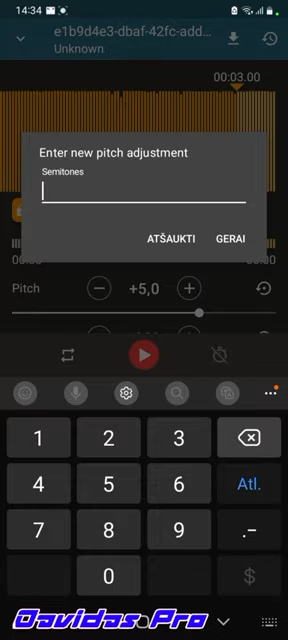 14:34
e1b9d4e3-dbaf-42fc-add...
Unknown
00:03.00
Enter new pitch adjustment
Semitones
ATŠAUKTI GERAI
Pitch +5,0
1 2 3
4 5 6 Atl.
7 8 9 .-
0 $
Davidas Pro